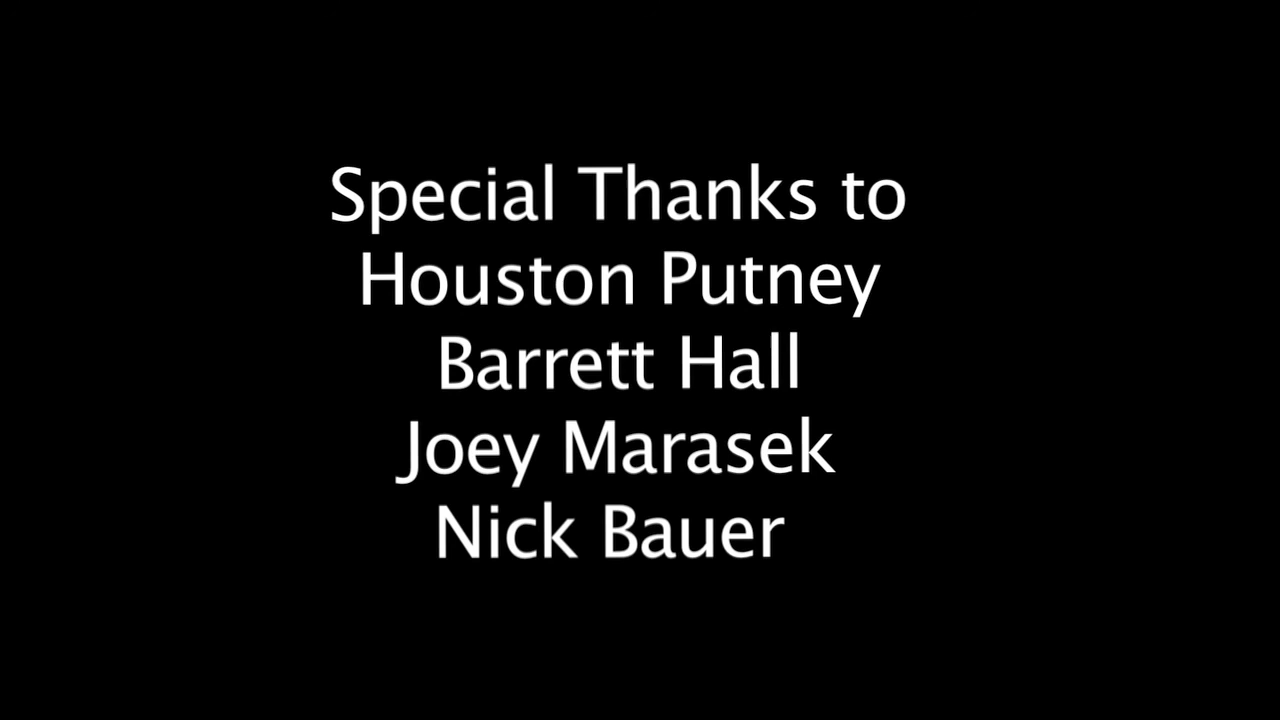 Special Thanks to
Houston Putney
Barrett Hall
Joey Marasek
Nick Bauer